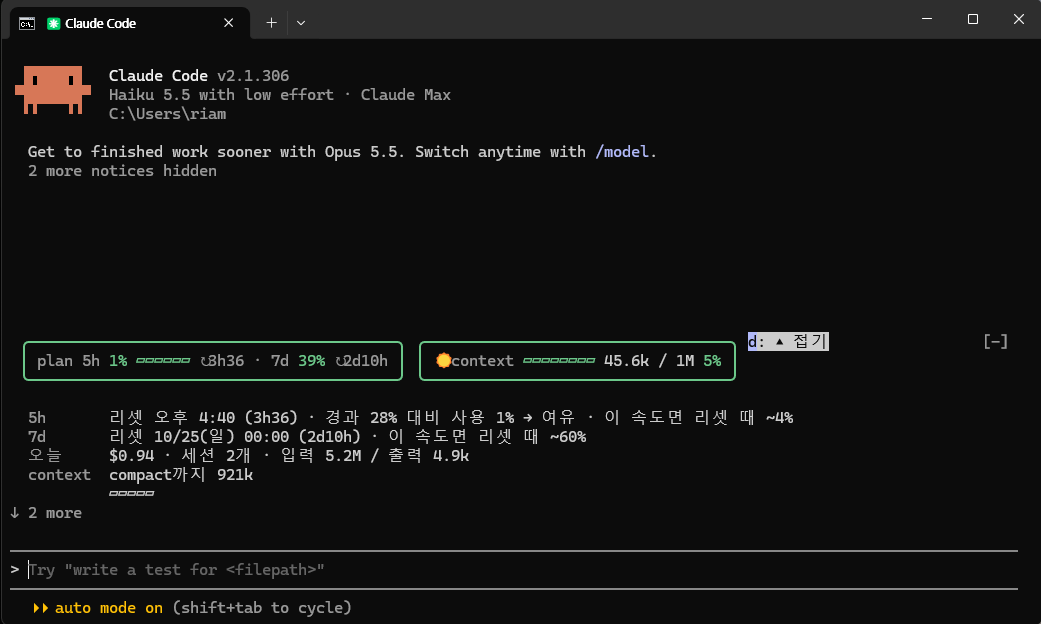 Claude Code
Claude Code v2.1.306
Haiku 5.5 with low effort · Claude Max
C:\Users\riam
Get to finished work sooner with Opus 5.5. Switch anytime with /model.
2 more notices hidden
d: ▲ 접기 [−]
plan 5h 1% ▱▱▱▱▱▱ ↻3h36 · 7d 39% ↻2d10h
context ▱▱▱▱▱▱▱▱ 45.6k / 1M 5%
5h 리셋 오후 4:40 (3h36) · 경과 28% 대비 사용 1% → 여유 · 이 속도면 리셋 때 ~4%
7d 리셋 10/25(일) 00:00 (2d10h) · 이 속도면 리셋 때 ~60%
오늘 $0.94 · 세션 2개 · 입력 5.2M / 출력 4.9k
context compact까지 921k
▱▱▱▱▱
↓ 2 more
> Try "write a test for <filepath>"
⏵⏵ auto mode on (shift+tab to cycle)